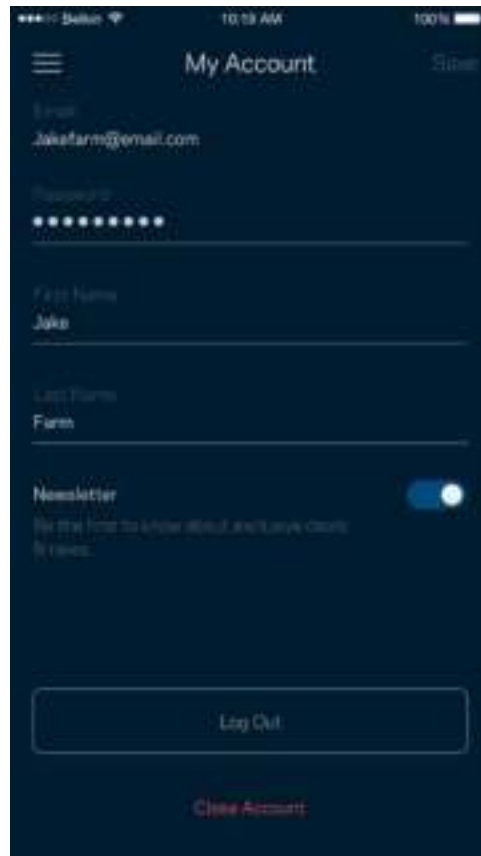 Belkin 10:19 AM 100%
My Account Save
Email
Jakefarm@email.com
Password
First Name
Jake
Last Name
Farm
Newsletter
Be the first to know about exclusive deals
& news.
Log Out
Close Account